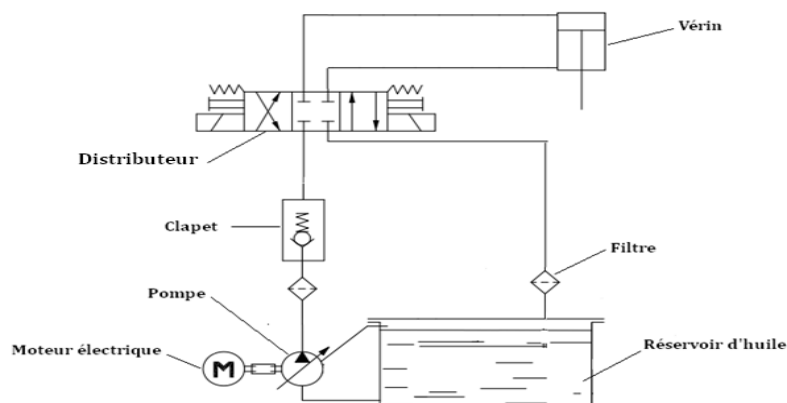 Vérin
Distributeur
Clapet
Filtre
Pompe
Moteur électrique
M
Réservoir d'huile